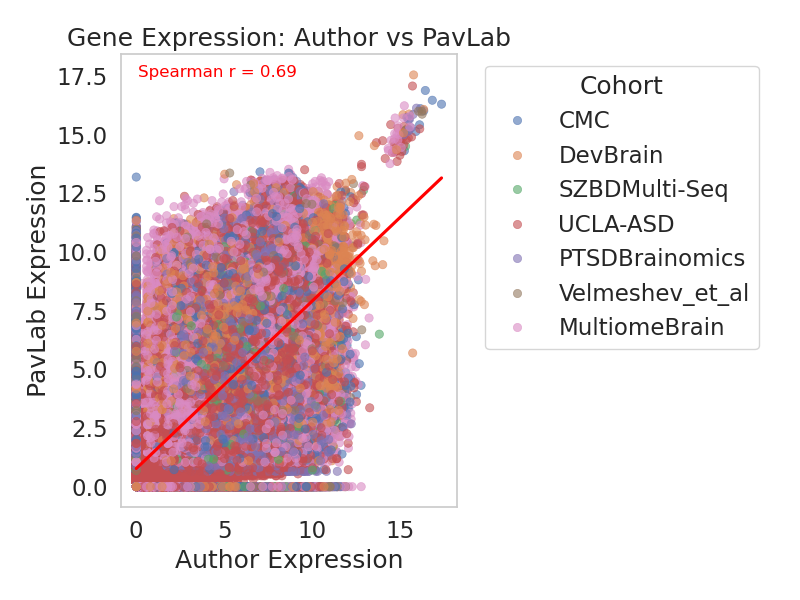 Gene Expression: Author vs PavLab
Spearman r = 0.69
17.5
15.0
12.5
10.0
7.5
5.0
2.5
0.0
PavLab Expression
0 5 10 15
Author Expression
Cohort
CMC
DevBrain
SZBDMulti-Seq
UCLA-ASD
PTSDBrainomics
Velmeshev_et_al
MultiomeBrain